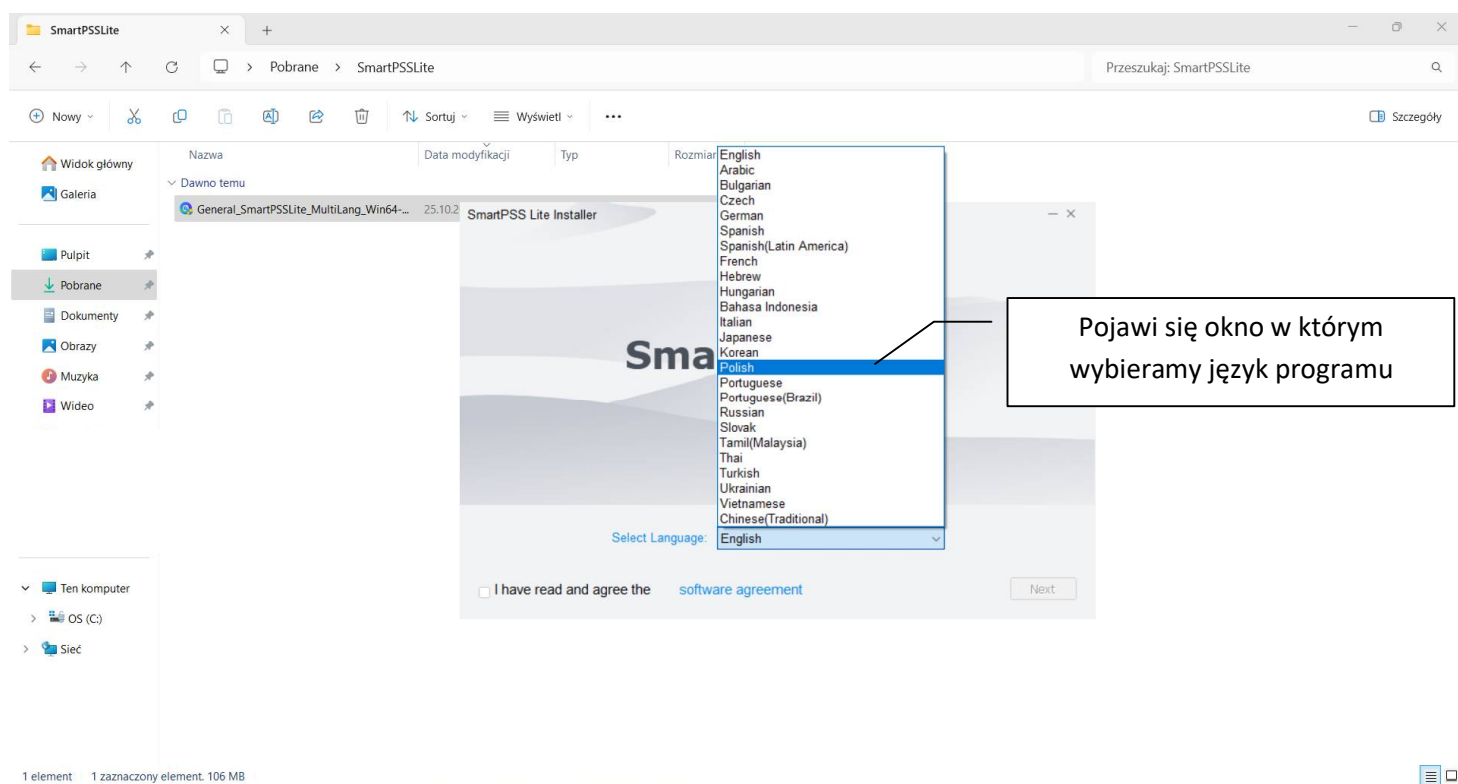 SmartPSSLite
Pobrane > SmartPSSLite
Przeszukaj: SmartPSSLite
Nowy
Sortuj
Wyświetl
Szczegóły
Widok główny
Galeria
Pulpit
Pobrane
Dokumenty
Obrazy
Muzyka
Wideo
Ten komputer
OS (C:)
Sieć
Nazwa Data modyfikacji Typ Rozmiar
Dawno temu
General_SmartPSSLite_MultiLang_Win64-... 25.10.2
SmartPSS Lite Installer
Sma
English
Arabic
Bulgarian
Czech
German
Spanish
Spanish(Latin America)
French
Hebrew
Hungarian
Bahasa Indonesia
Italian
Japanese
Korean
Polish
Portuguese
Portuguese(Brazil)
Russian
Slovak
Tamil(Malaysia)
Thai
Turkish
Ukrainian
Vietnamese
Chinese(Traditional)
Select Language: English
I have read and agree the software agreement
Next
Pojawi się okno w którym
wybieramy język programu
1 element 1 zaznaczony element. 106 MB